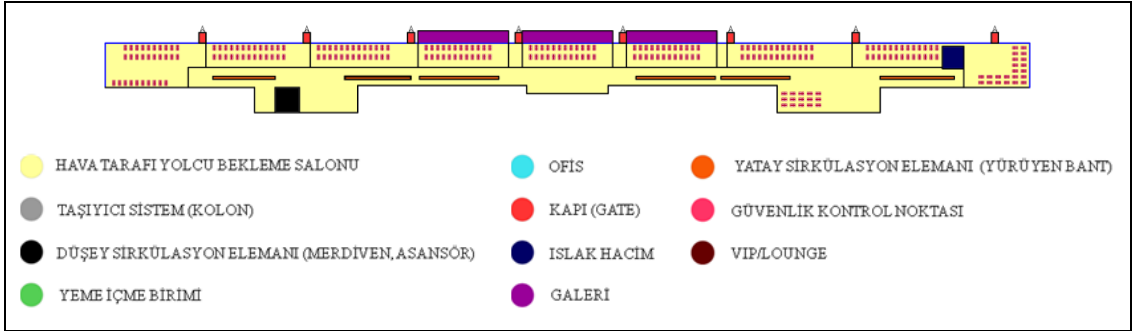 HAVA TARAFI YOLCU BEKLEME SALONU
OFİS
YATAY SİRKÜLASYON ELEMANI (YÜRÜYEN BANT)
TAŞIYICI SİSTEM (KOLON)
KAPI (GATE)
GÜVENLİK KONTROL NOKTASI
DÜŞEY SİRKÜLASYON ELEMANI (MERDİVEN, ASANSÖR)
ISLAK HACİM
VIP/LOUNGE
YEME İÇME BİRİMİ
GALERİ